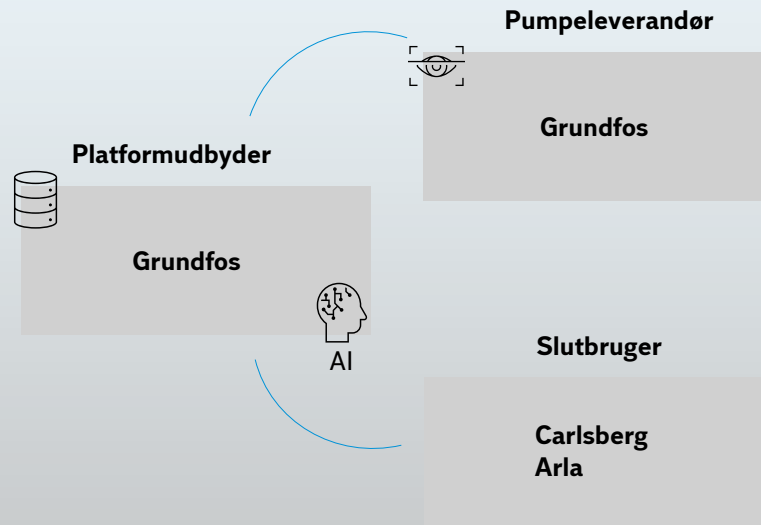 Pumpeleverandør
Grundfos
Platformudbyder
Grundfos
AI
Slutbruger
Carlsberg
Arla